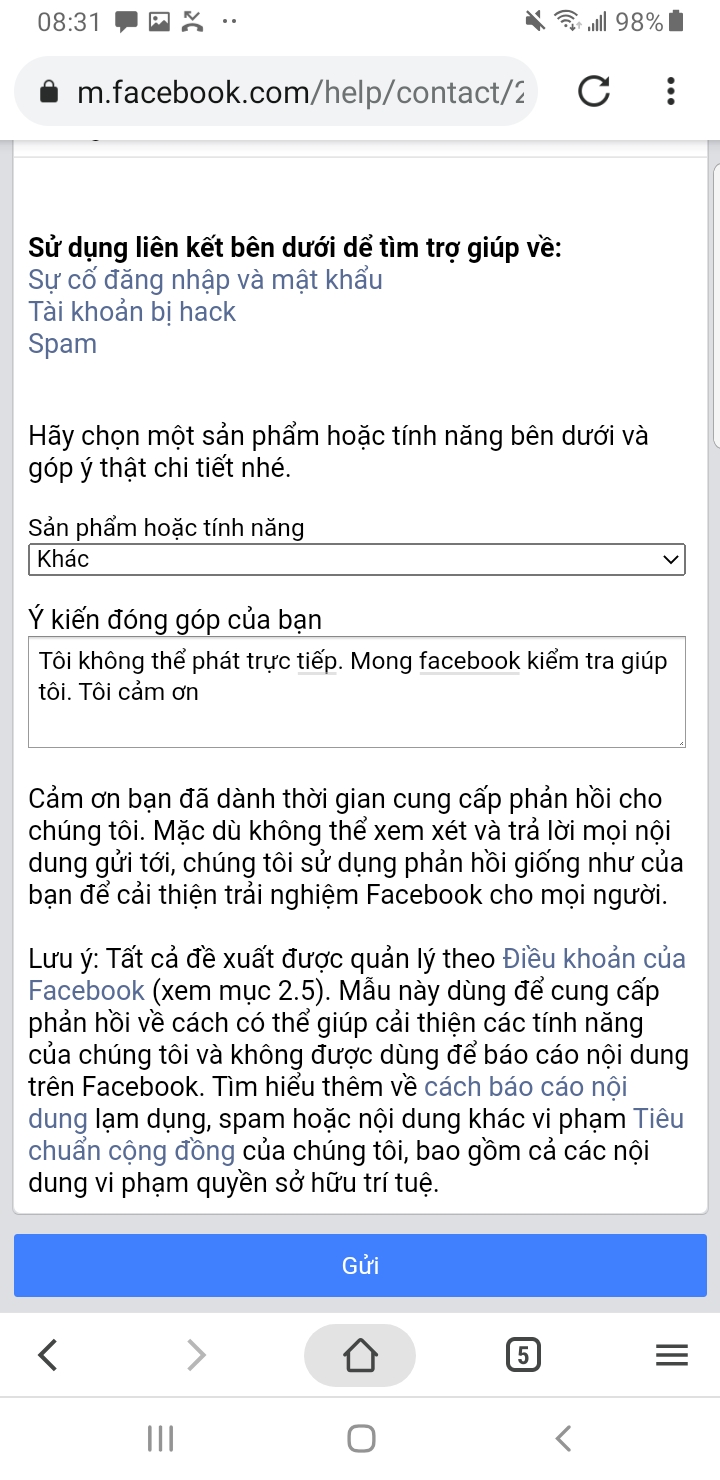 08:31
98%
m.facebook.com/help/contact/2
Sử dụng liên kết bên dưới dể tìm trợ giúp về:
Sự cố đăng nhập và mật khẩu
Tài khoản bị hack
Spam
Hãy chọn một sản phẩm hoặc tính năng bên dưới và
góp ý thật chi tiết nhé.
Sản phẩm hoặc tính năng
Khác
Ý kiến đóng góp của bạn
Tôi không thể phát trực tiếp. Mong facebook kiểm tra giúp
tôi. Tôi cảm ơn
Cảm ơn bạn đã dành thời gian cung cấp phản hồi cho
chúng tôi. Mặc dù không thể xem xét và trả lời mọi nội
dung gửi tới, chúng tôi sử dụng phản hồi giống như của
bạn để cải thiện trải nghiệm Facebook cho mọi người.
Lưu ý: Tất cả đề xuất được quản lý theo Điều khoản của
Facebook (xem mục 2.5). Mẫu này dùng để cung cấp
phản hồi về cách có thể giúp cải thiện các tính năng
của chúng tôi và không được dùng để báo cáo nội dung
trên Facebook. Tìm hiểu thêm về cách báo cáo nội
dung lạm dụng, spam hoặc nội dung khác vi phạm Tiêu
chuẩn cộng đồng của chúng tôi, bao gồm cả các nội
dung vi phạm quyền sở hữu trí tuệ.
Gửi
5